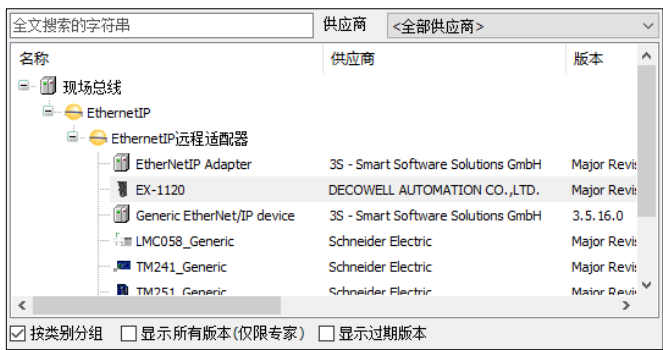 全文搜索的字符串 供应商 <全部供应商>
名称 供应商 版本
现场总线
EthernetIP
EthernetIP远程适配器
EtherNetIP Adapter 3S - Smart Software Solutions GmbH Major Revi
EX-1120 DECOWELL AUTOMATION CO.,LTD. Major Revi
Generic EtherNet/IP device 3S - Smart Software Solutions GmbH 3.5.16.0
LMC058_Generic Schneider Electric Major Revi
TM241_Generic Schneider Electric Major Revi
TM251_Generic Schneider Electric Major Revi
按类别分组 显示所有版本(仅限专家) 显示过期版本